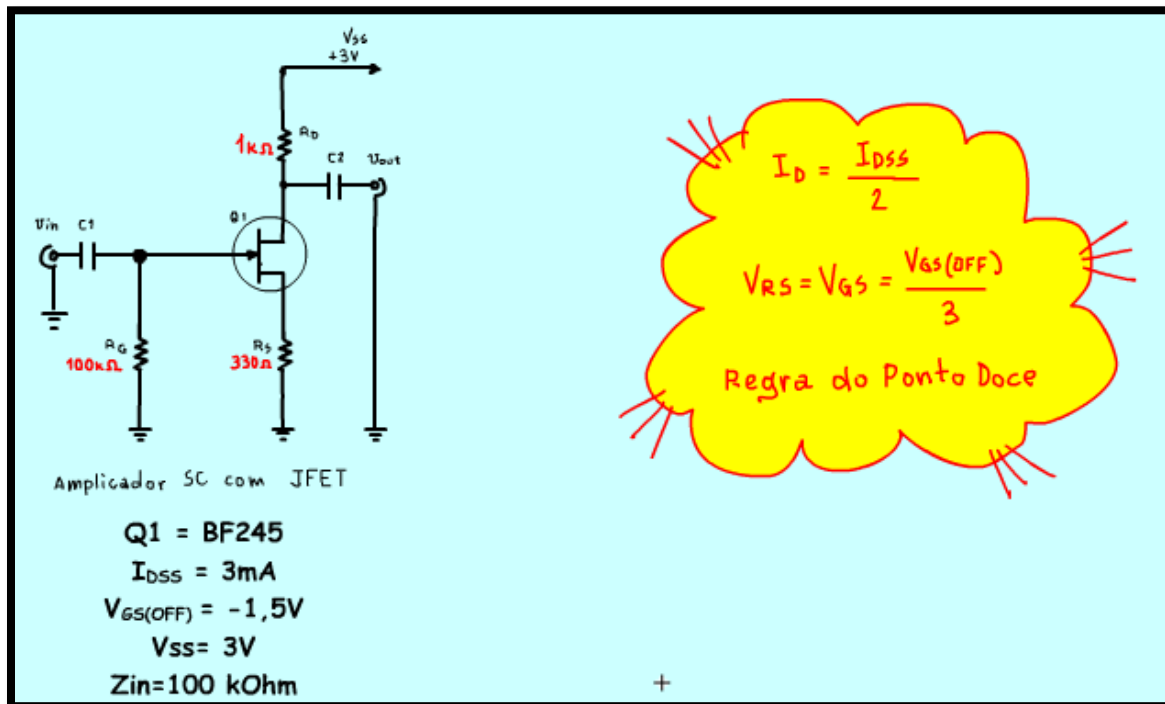 Vss
+3V
RD
1kΩ
C2
Vout
Q1
Vin
C1
RG
100kΩ
RS
330Ω
Amplicador SC com JFET
Q1 = BF245
IDSS = 3mA
VGS(OFF) = -1,5V
Vss= 3V
Zin=100 kOhm
ID = IDSS / 2
VRS = VGS = VGS(OFF) / 3
Regra do Ponto Doce